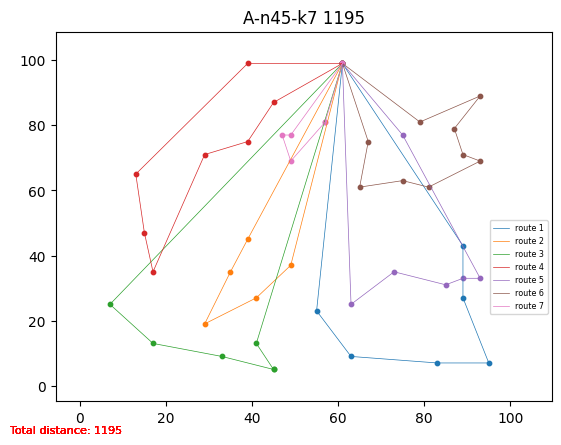 A-n45-k7 1195
100
80
60
40
20
0
0
20
40
60
80
100
route 1
route 2
route 3
route 4
route 5
route 6
route 7
Total distance: 1195